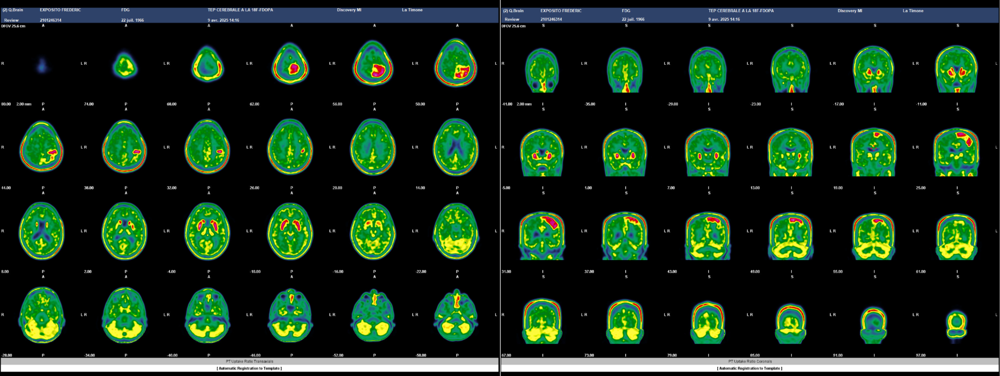 (2) Q.Brain EXPOSITO FREDERIC FDG TEP CEREBRALE A LA 18F-FDOPA Discovery MI La Timone
Review 2101246314 22 juil. 1966 9 avr. 2025 14:16
DFOV 25.6 cm A A A A A A
R L R L R L R L R L R L
80.00 2.00 mm P 74.00 P 68.00 P 62.00 P 56.00 P 50.00 P
A A A A A A
R L R L R L R L R L R L
44.00 P 38.00 P 32.00 P 26.00 P 20.00 P 14.00 P
A A A A A A
R L R L R L R L R L R L
8.00 P 2.00 P -4.00 P -10.00 P -16.00 P -22.00 P
A A A A A A
R L R L R L R L R L R L
-28.00 P -34.00 P -40.00 P -46.00 P -52.00 P -58.00 P
PT Uptake Ratio Transaxials
[ Automatic Registration to Template ]
(2) Q.Brain EXPOSITO FREDERIC FDG TEP CEREBRALE A LA 18F-FDOPA Discovery MI La Timone
Review 2101246314 22 juil. 1966 9 avr. 2025 14:16
DFOV 25.6 cm S S S S S S
R L R L R L R L R L R L
-41.00 2.00 mm I -35.00 I -29.00 I -23.00 I -17.00 I -11.00 I
S S S S S S
R L R L R L R L R L R L
-5.00 I 1.00 I 7.00 I 13.00 I 19.00 I 25.00 I
S S S S S S
R L R L R L R L R L R L
31.00 I 37.00 I 43.00 I 49.00 I 55.00 I 61.00 I
S S S S S S
R L R L R L R L R L R L
67.00 I 73.00 I 79.00 I 85.00 I 91.00 I 97.00 I
PT Uptake Ratio Coronals
[ Automatic Registration to Template ]